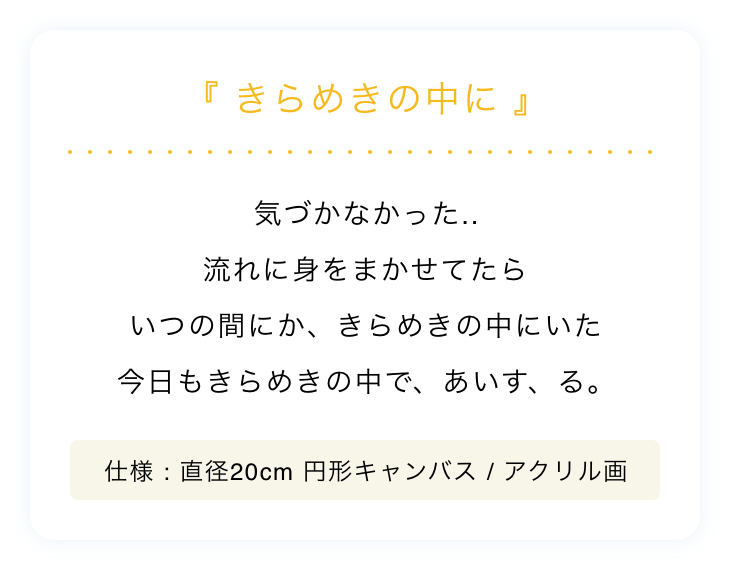 『 きらめきの中に 』
気づかなかった..
流れに身をまかせてたら
いつの間にか、きらめきの中にいた
今日もきらめきの中で、あいす、る。
仕様：直径20cm 円形キャンバス / アクリル画